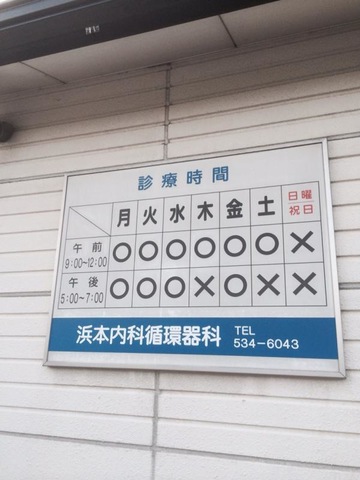 診療時間
月 火 水 木 金 土 日曜 祝日
午前 9:00~12:00 ○ ○ ○ ○ ○ ○ ×
午後 5:00~7:00 ○ ○ ○ × ○ × ×
浜本内科循環器科 TEL 534-6043